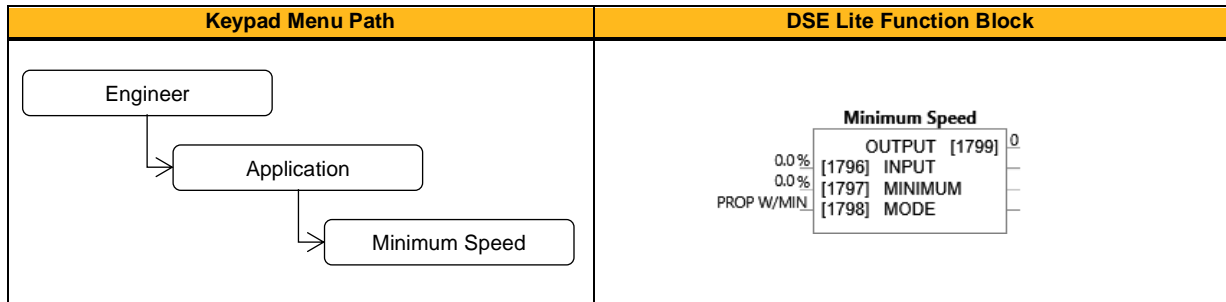 Keypad Menu Path
DSE Lite Function Block
Engineer
Application
Minimum Speed
Minimum Speed
OUTPUT [1799] 0
0.0 % [1796] INPUT
0.0 % [1797] MINIMUM
PROP W/MIN [1798] MODE